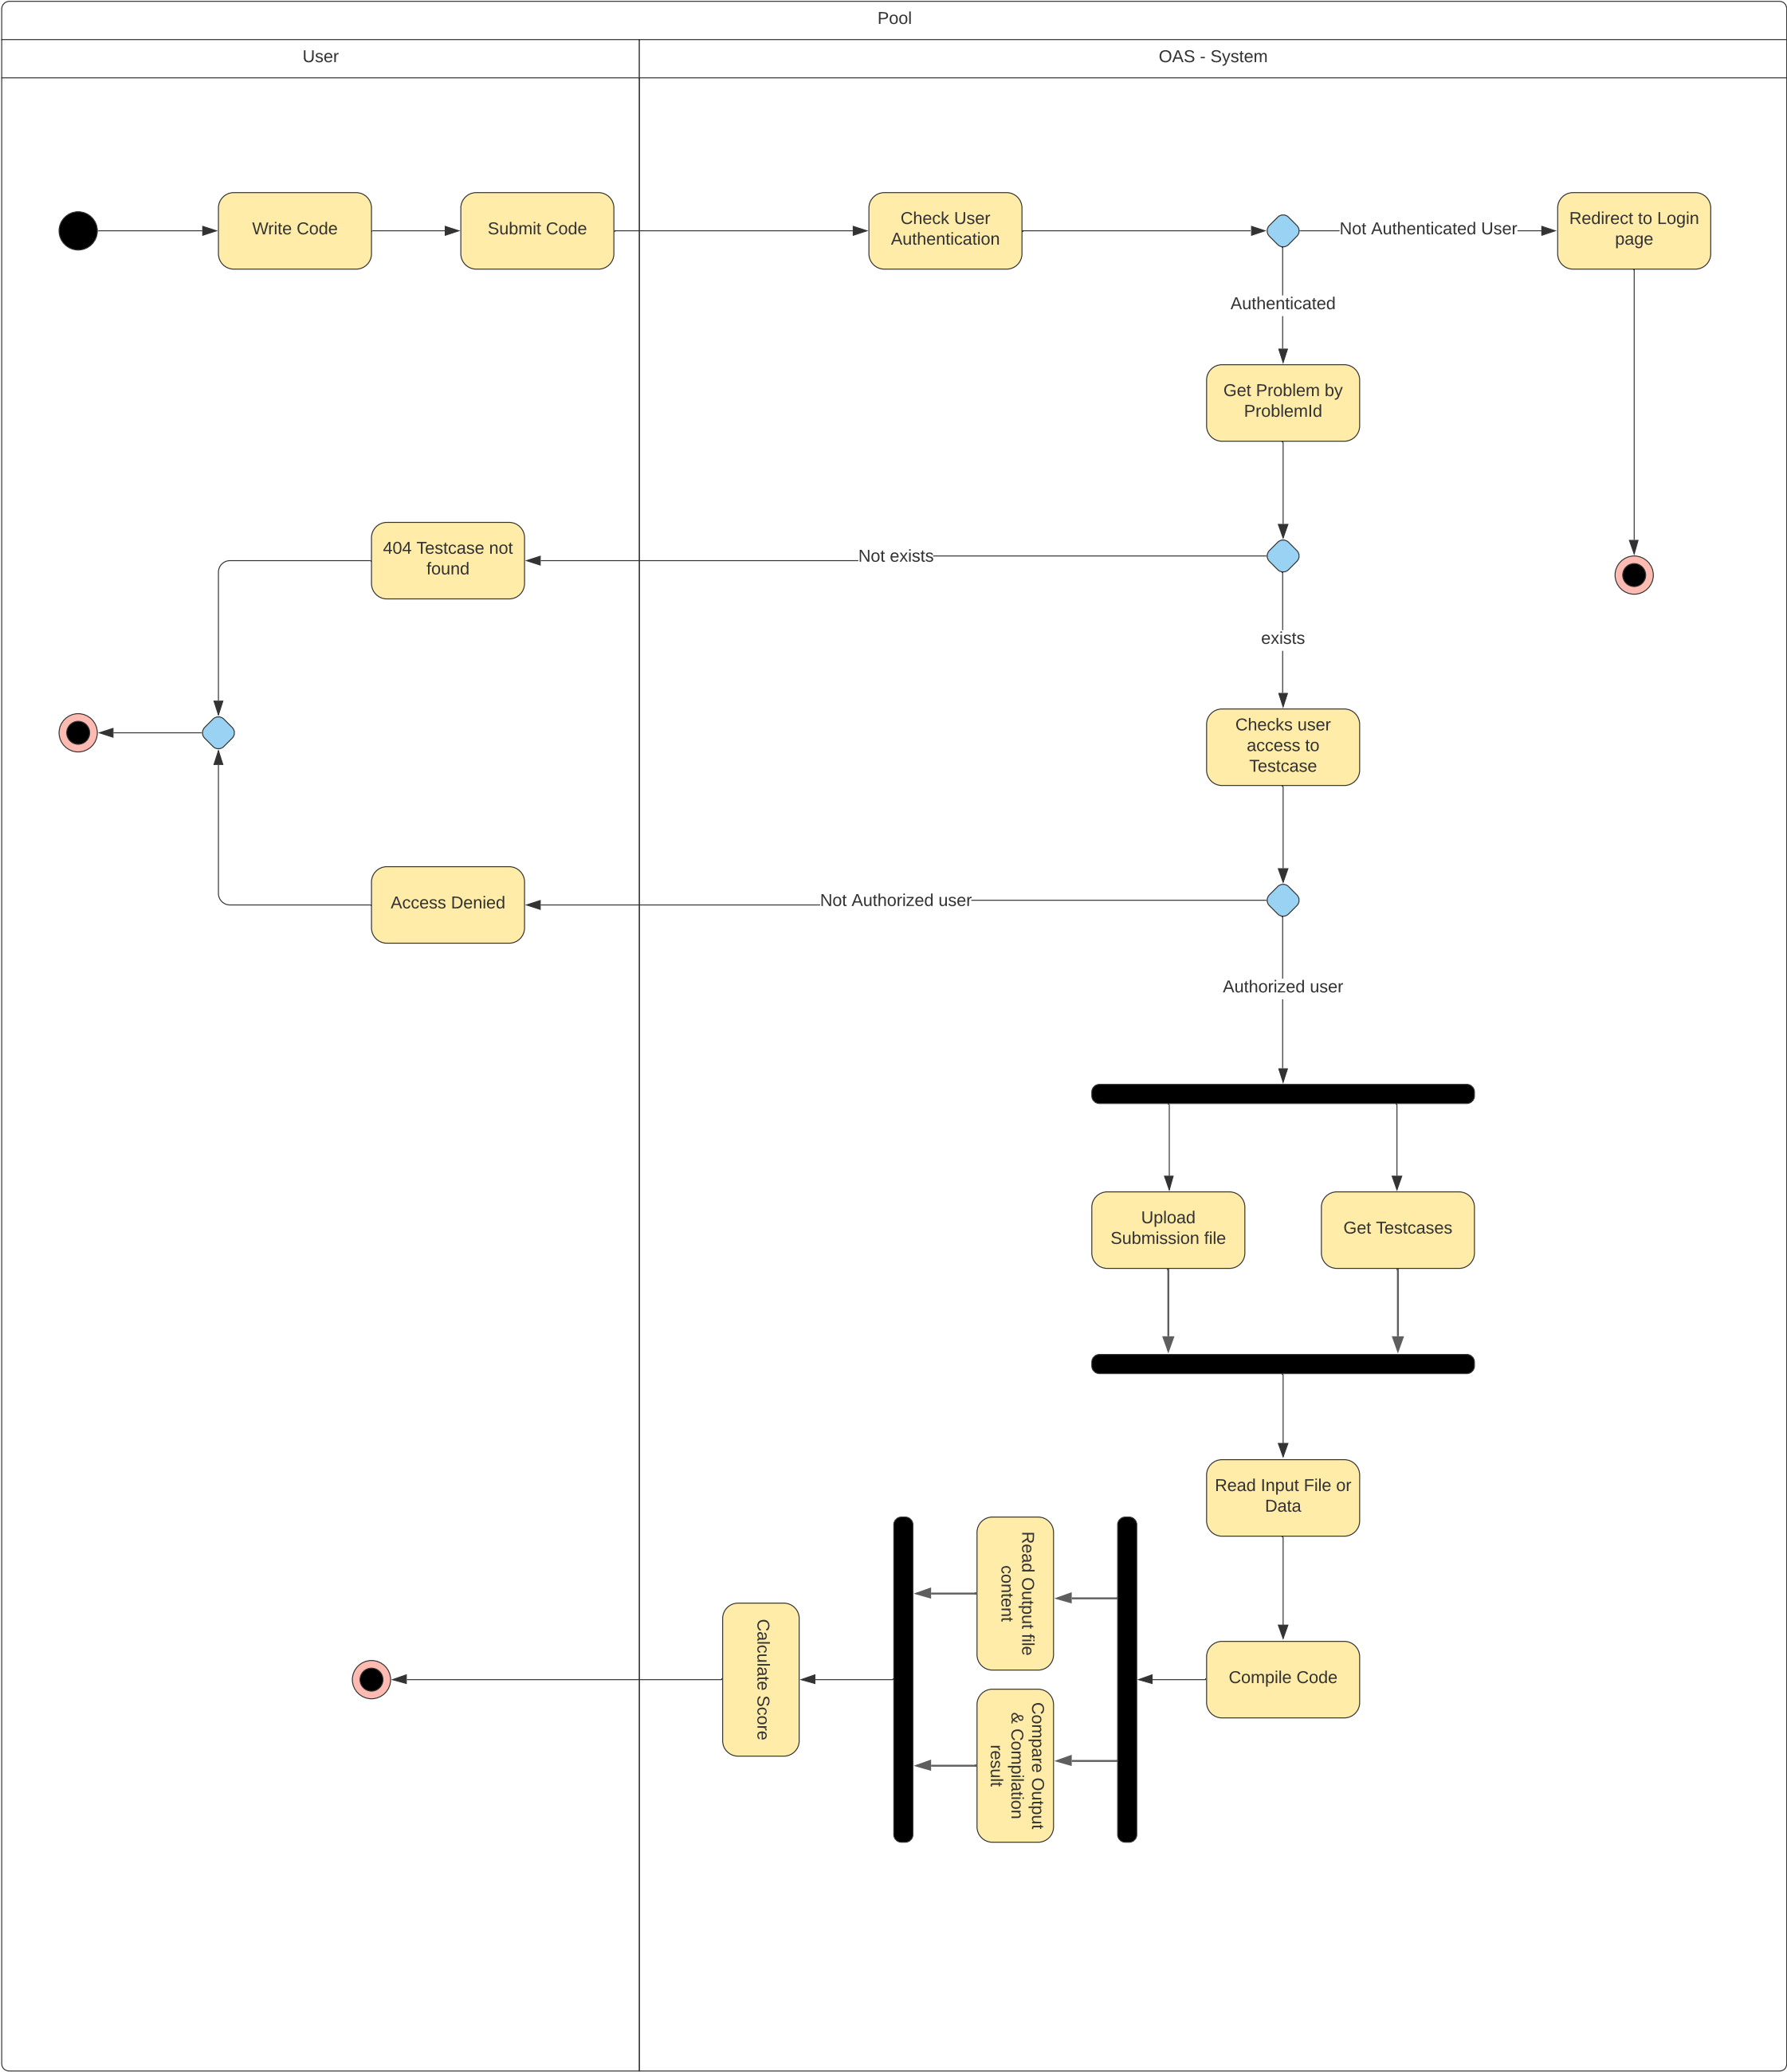 Pool
User
OAS - System
Write Code
Submit Code
Check User
Authentication
Not Authenticated User
Redirect to Login
page
Authenticated
Get Problem by
ProblemId
404 Testcase not
found
Not exists
exists
Checks user
access to
Testcase
Access Denied
Not Authorized user
Authorized user
Upload
Submission file
Get Testcases
Read Input File or
Data
Read Output file
content
Calculate Score
Compile Code
Compare Output
& Compilation
result